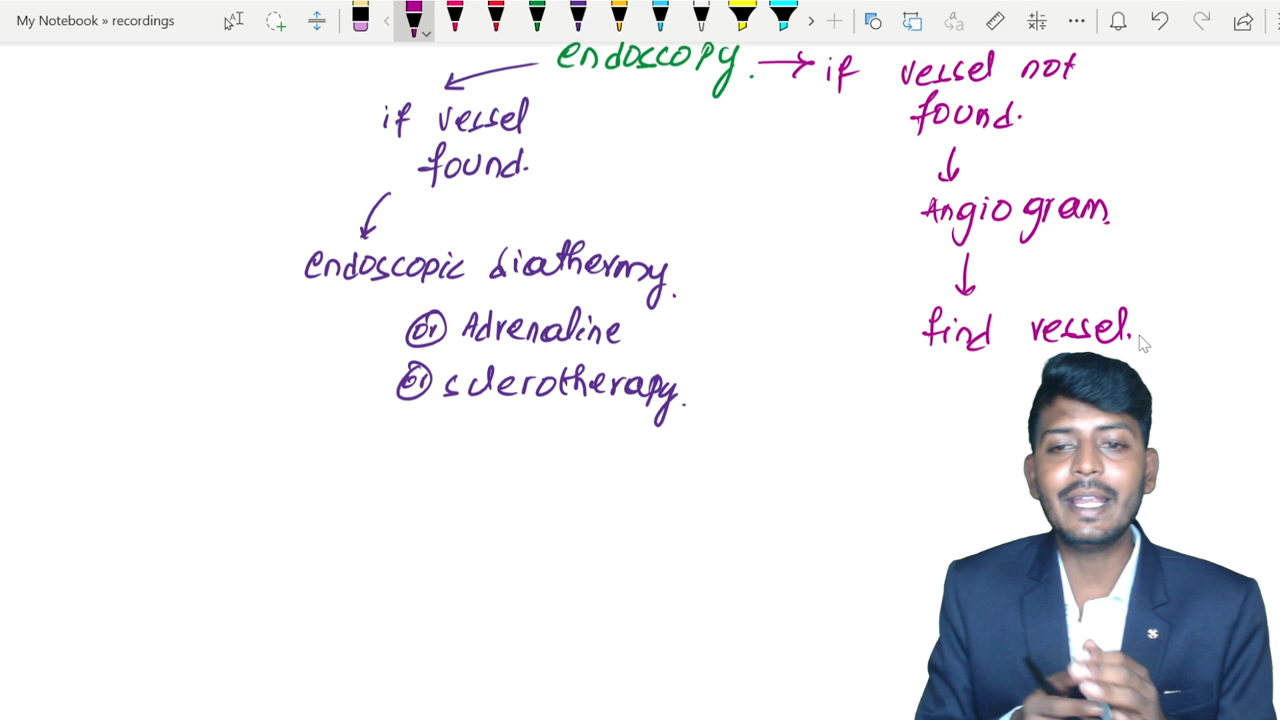 My Notebook » recordings
endoscopy. → if vessel not
found.
if vessel
found.
Angiogram
endoscopic diathermy.
or Adrenaline
find vessel.
or sclerotherapy.